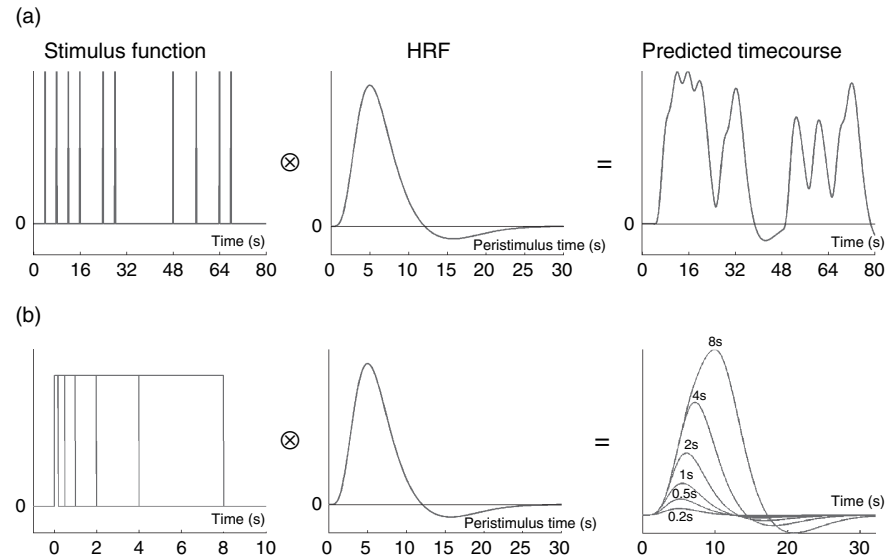 (a)
Stimulus function
HRF
Predicted timecourse
⊗
=
0
0
0
Time (s)
Peristimulus time (s)
Time (s)
0 16 32 48 64 80
0 5 10 15 20 25 30
0 16 32 48 64 80
(b)
8s
4s
2s
1s
0.5s
0.2s
⊗
=
0
0
Time (s)
Peristimulus time (s)
Time (s)
0 2 4 6 8 10
0 5 10 15 20 25 30
0 10 20 30